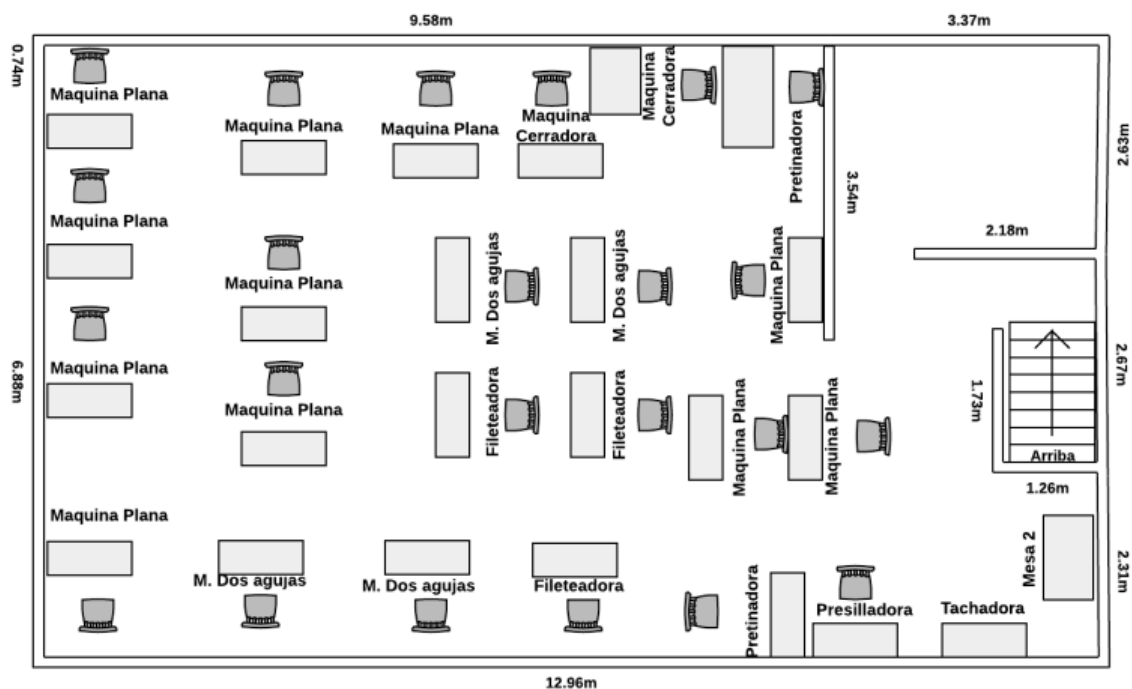 9.58m
3.37m
0.74m
Maquina Plana
Maquina Plana
Maquina Plana
Maquina
Cerradora
Maquina
Cerradora
Pretinadora
2.63m
3.54m
Maquina Plana
Maquina Plana
M. Dos agujas
M. Dos agujas
Maquina Plana
2.18m
6.88m
Maquina Plana
Maquina Plana
Fileteadora
Fileteadora
Maquina Plana
Maquina Plana
1.73m
2.67m
Arriba
1.26m
Maquina Plana
M. Dos agujas
M. Dos agujas
Fileteadora
Pretinadora
Presilladora
Tachadora
Mesa 2
2.31m
12.96m